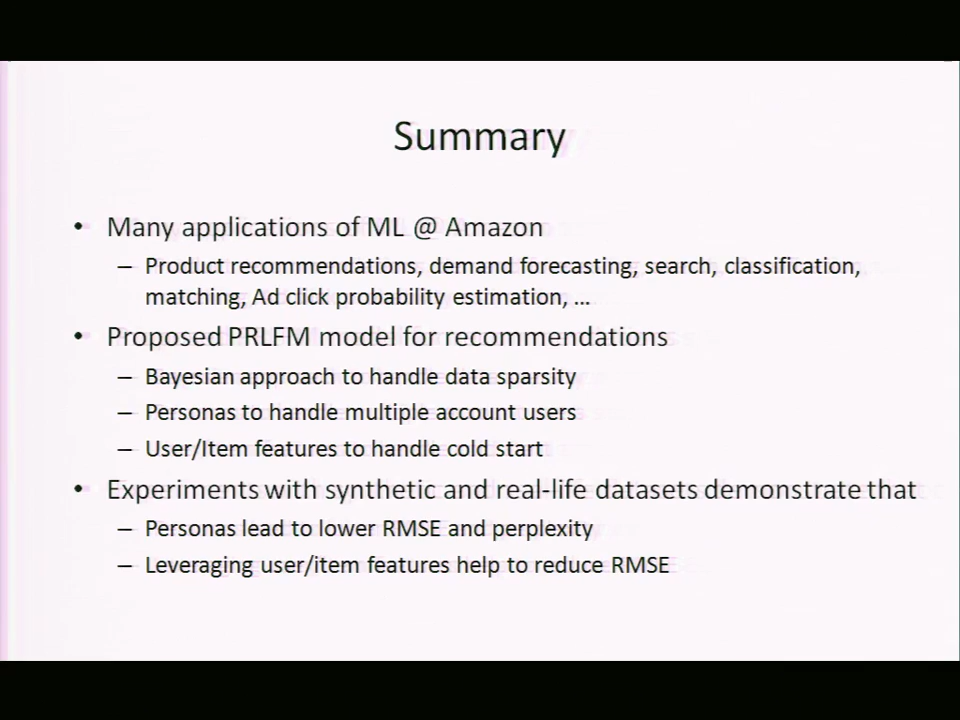 Summary
• Many applications of ML @ Amazon
– Product recommendations, demand forecasting, search, classification,
matching, Ad click probability estimation, ...
• Proposed PRLFM model for recommendations
– Bayesian approach to handle data sparsity
– Personas to handle multiple account users
– User/Item features to handle cold start
• Experiments with synthetic and real-life datasets demonstrate that
– Personas lead to lower RMSE and perplexity
– Leveraging user/item features help to reduce RMSE